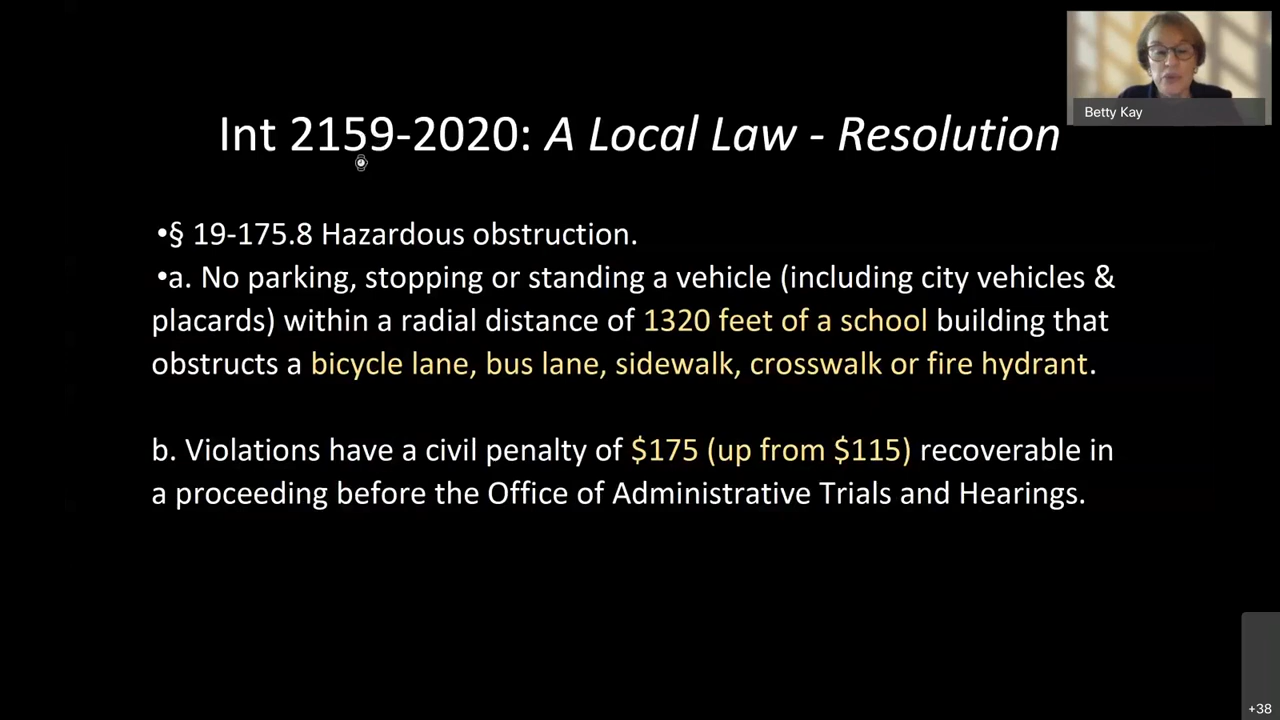 Betty Kay
Int 2159-2020: A Local Law - Resolution
•§ 19-175.8 Hazardous obstruction.
•a. No parking, stopping or standing a vehicle (including city vehicles &
placards) within a radial distance of 1320 feet of a school building that
obstructs a bicycle lane, bus lane, sidewalk, crosswalk or fire hydrant.
b. Violations have a civil penalty of $175 (up from $115) recoverable in
a proceeding before the Office of Administrative Trials and Hearings.
+38